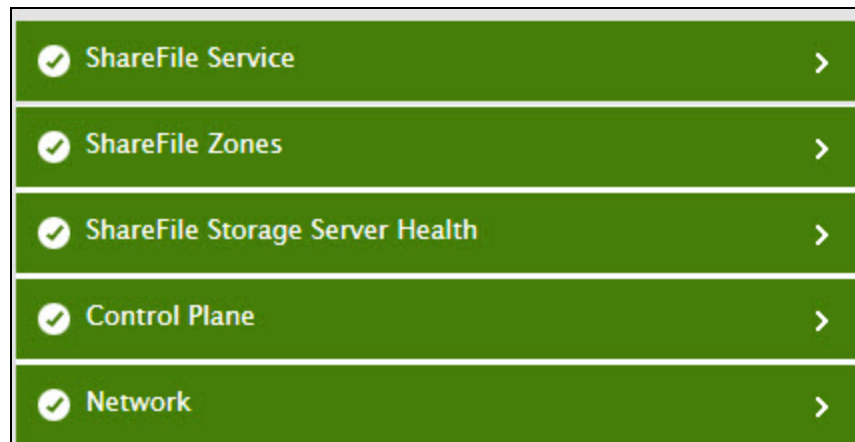 ShareFile Service
ShareFile Zones
ShareFile Storage Server Health
Control Plane
Network